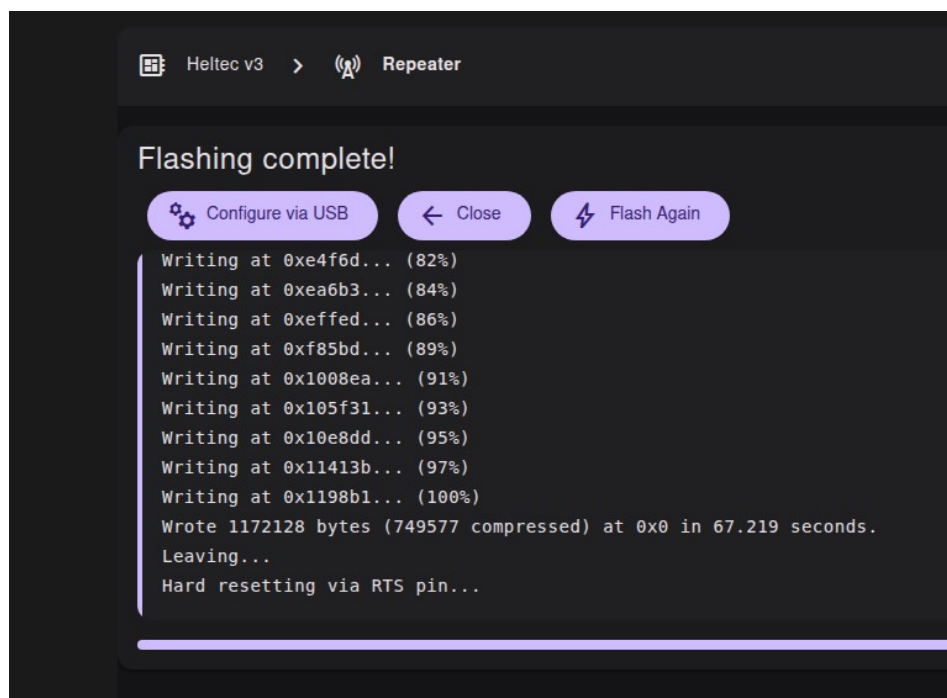 Heltec v3 > Repeater
Flashing complete!
Configure via USB
Close
Flash Again
Writing at 0xe4f6d... (82%)
Writing at 0xea6b3... (84%)
Writing at 0xeffed... (86%)
Writing at 0xf85bd... (89%)
Writing at 0x1008ea... (91%)
Writing at 0x105f31... (93%)
Writing at 0x10e8dd... (95%)
Writing at 0x11413b... (97%)
Writing at 0x1198b1... (100%)
Wrote 1172128 bytes (749577 compressed) at 0x0 in 67.219 seconds.
Leaving...
Hard resetting via RTS pin...